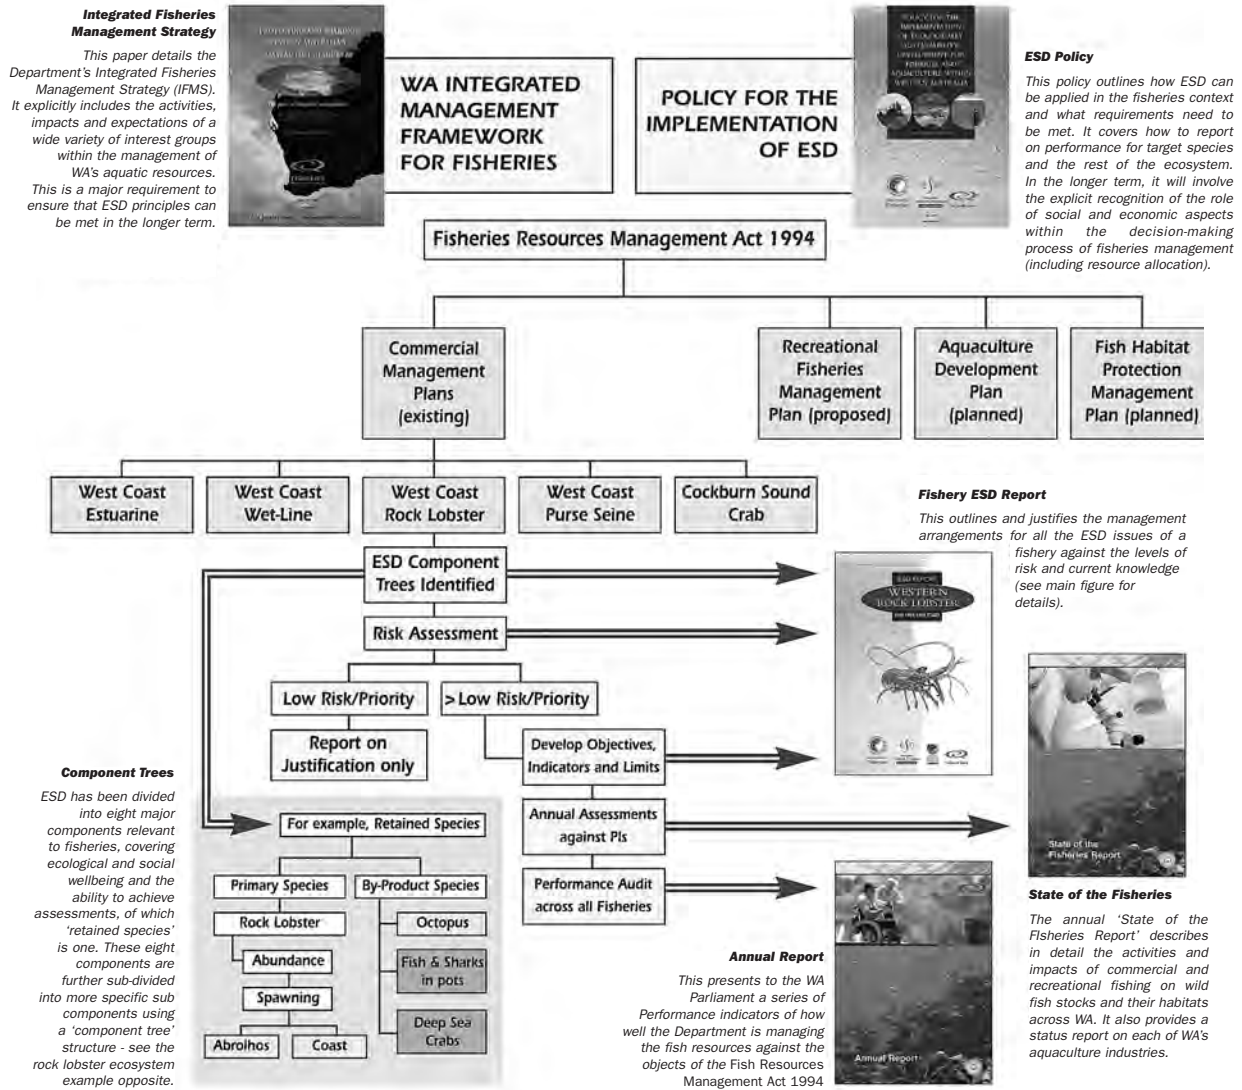 Integrated Fisheries
Management Strategy
This paper details the
Department's Integrated Fisheries
Management Strategy (IFMS).
It explicitly includes the activities,
impacts and expectations of a
wide variety of interest groups
within the management of
WA's aquatic resources.
This is a major requirement to
ensure that ESD principles can
be met in the longer term.
WA INTEGRATED
MANAGEMENT
FRAMEWORK
FOR FISHERIES
POLICY FOR THE
IMPLEMENTATION
OF ESD
POLICY FOR THE
IMPLEMENTATION
ESD Policy
This policy outlines how ESD can
be applied in the fisheries context
and what requirements need to
be met. It covers how to report
on performance for target species
and the rest of the ecosystem.
In the longer term, it will involve
the explicit recognition of the role
of social and economic aspects
within the decision-making
process of fisheries management
(including resource allocation).
Fisheries Resources Management Act 1994
Commercial
Management
Plans
(existing)
Recreational
Fisheries
Management
Plan (proposed)
Aquaculture
Development
Plan
(planned)
Fish Habitat
Protection
Management
Plan (planned)
West Coast
Estuarine
West Coast
Wet-Line
West Coast
Rock Lobster
West Coast
Purse Seine
Cockburn Sound
Crab
Fishery ESD Report
This outlines and justifies the management
arrangements for all the ESD issues of a
fishery against the levels of
risk and current knowledge
(see main figure for
details).
ESD REPORT
WESTERN
ROCK LOBSTER
ESD Component
Trees Identified
Risk Assessment
Low Risk/Priority
>Low Risk/Priority
Report on
Justification only
Develop Objectives,
Indicators and Limits
Annual Assessments
against PIs
Performance Audit
across all Fisheries
Component Trees
ESD has been divided
into eight major
components relevant
to fisheries, covering
ecological and social
wellbeing and the
ability to achieve
assessments, of which
'retained species'
is one. These eight
components are
further sub-divided
into more specific sub
components using
a 'component tree'
structure - see the
rock lobster ecosystem
example opposite.
For example, Retained Species
Primary Species
By-Product Species
Rock Lobster
Abundance
Spawning
Abrolhos
Coast
Octopus
Fish & Sharks
in pots
Deep Sea
Crabs
State of the
Fisheries Report
State of the Fisheries
The annual 'State of the
FIsheries Report' describes
in detail the activities and
impacts of commercial and
recreational fishing on wild
fish stocks and their habitats
across WA. It also provides a
status report on each of WA's
aquaculture industries.
Annual Report
This presents to the WA
Parliament a series of
Performance indicators of how
well the Department is managing
the fish resources against the
objects of the Fish Resources
Management Act 1994
Annual Report